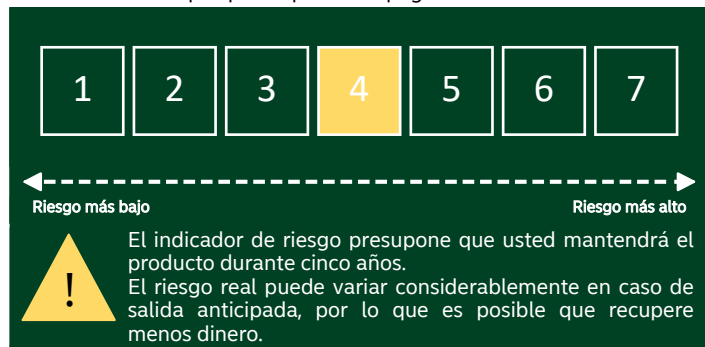 1 2 3 4 5 6 7
Riesgo más bajo Riesgo más alto
!
El indicador de riesgo presupone que usted mantendrá el
producto durante cinco años.
El riesgo real puede variar considerablemente en caso de
salida anticipada, por lo que es posible que recupere
menos dinero.